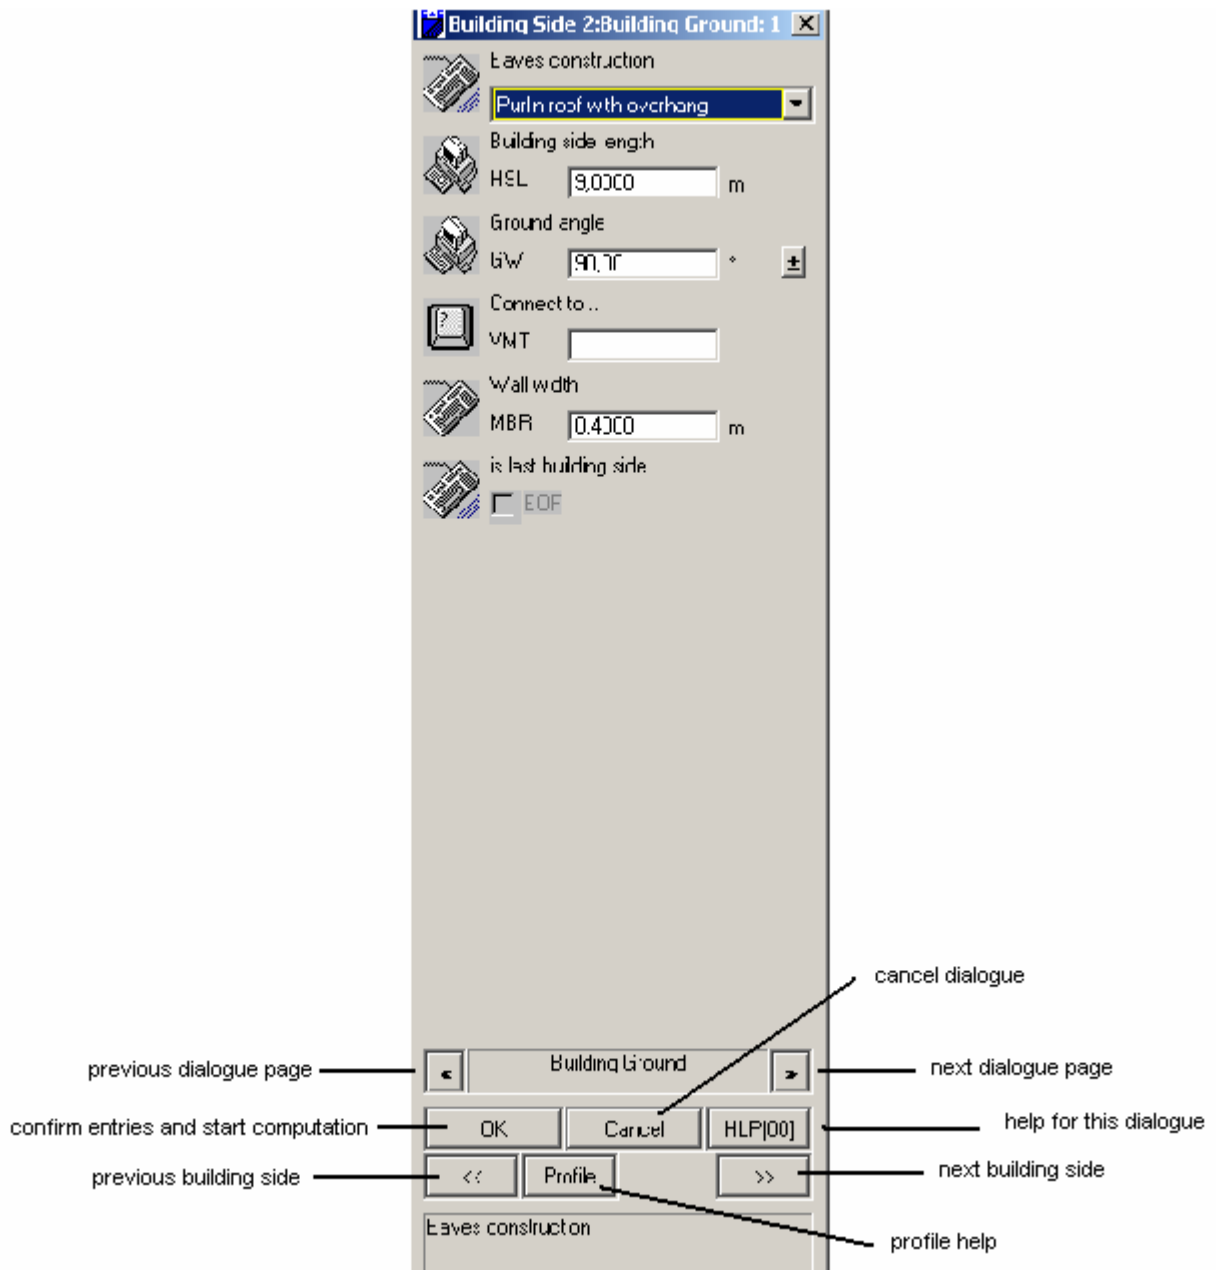 Building Side 2:Building Ground: 1
Eaves construction
Purlin roof with overhang
Building side length
HSL 9,0000 m
Ground angle
GW 90,00 °
±
Connect to ..
?
VMT
Wall width
MBR 0,4000 m
is last building side
EOF
cancel dialogue
previous dialogue page
<
Building Ground
>
next dialogue page
confirm entries and start computation
OK
Cancel
HLP[00]
help for this dialogue
previous building side
<<
Profile
>>
next building side
Eaves construction
profile help